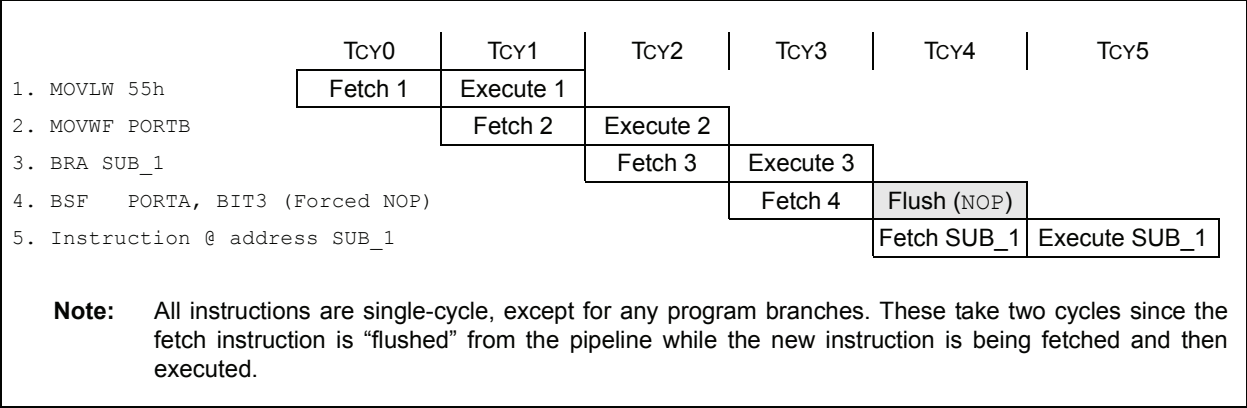 TCY0 TCY1 TCY2 TCY3 TCY4 TCY5
1. MOVLW 55h Fetch 1 Execute 1
2. MOVWF PORTB Fetch 2 Execute 2
3. BRA SUB_1 Fetch 3 Execute 3
4. BSF PORTA, BIT3 (Forced NOP) Fetch 4 Flush (NOP)
5. Instruction @ address SUB_1 Fetch SUB_1 Execute SUB_1
Note: All instructions are single-cycle, except for any program branches. These take two cycles since the
fetch instruction is “flushed” from the pipeline while the new instruction is being fetched and then
executed.